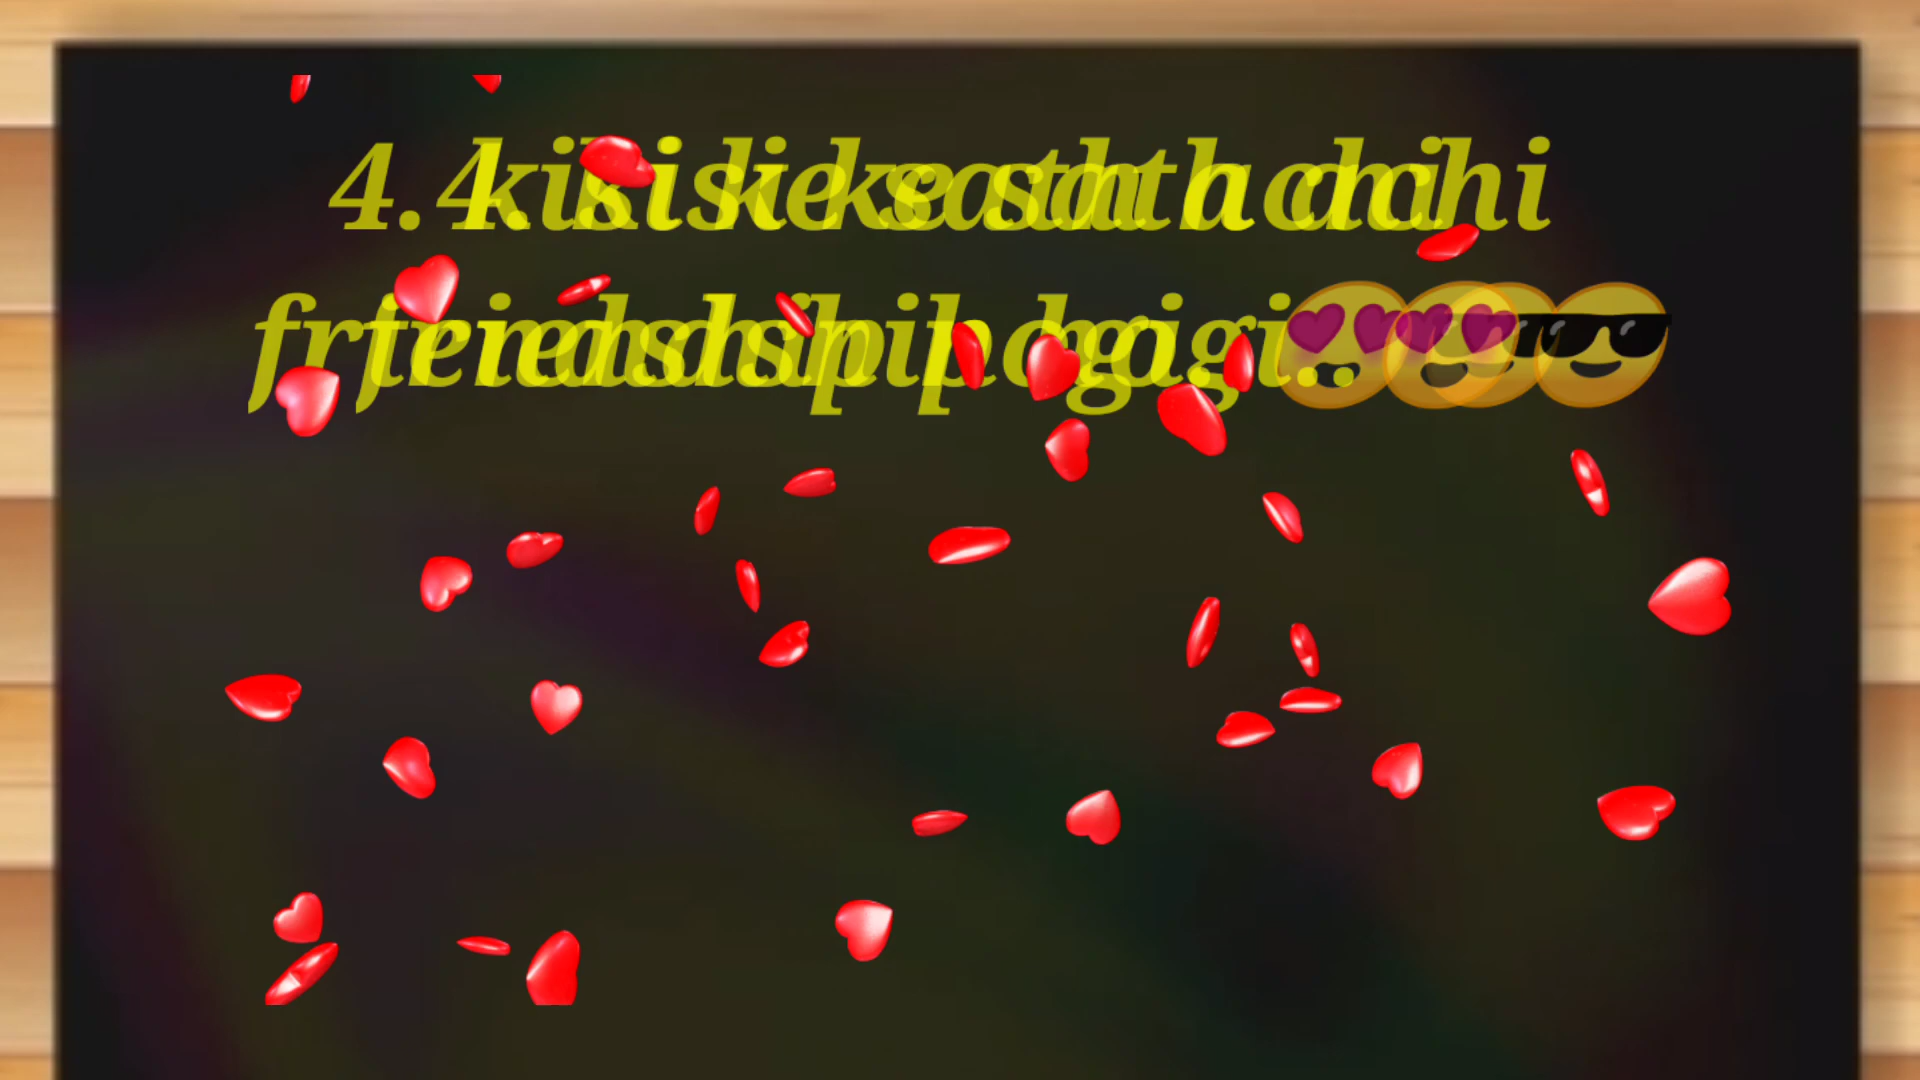 4. kisi ke sath achi
friendship hogi..😍😎